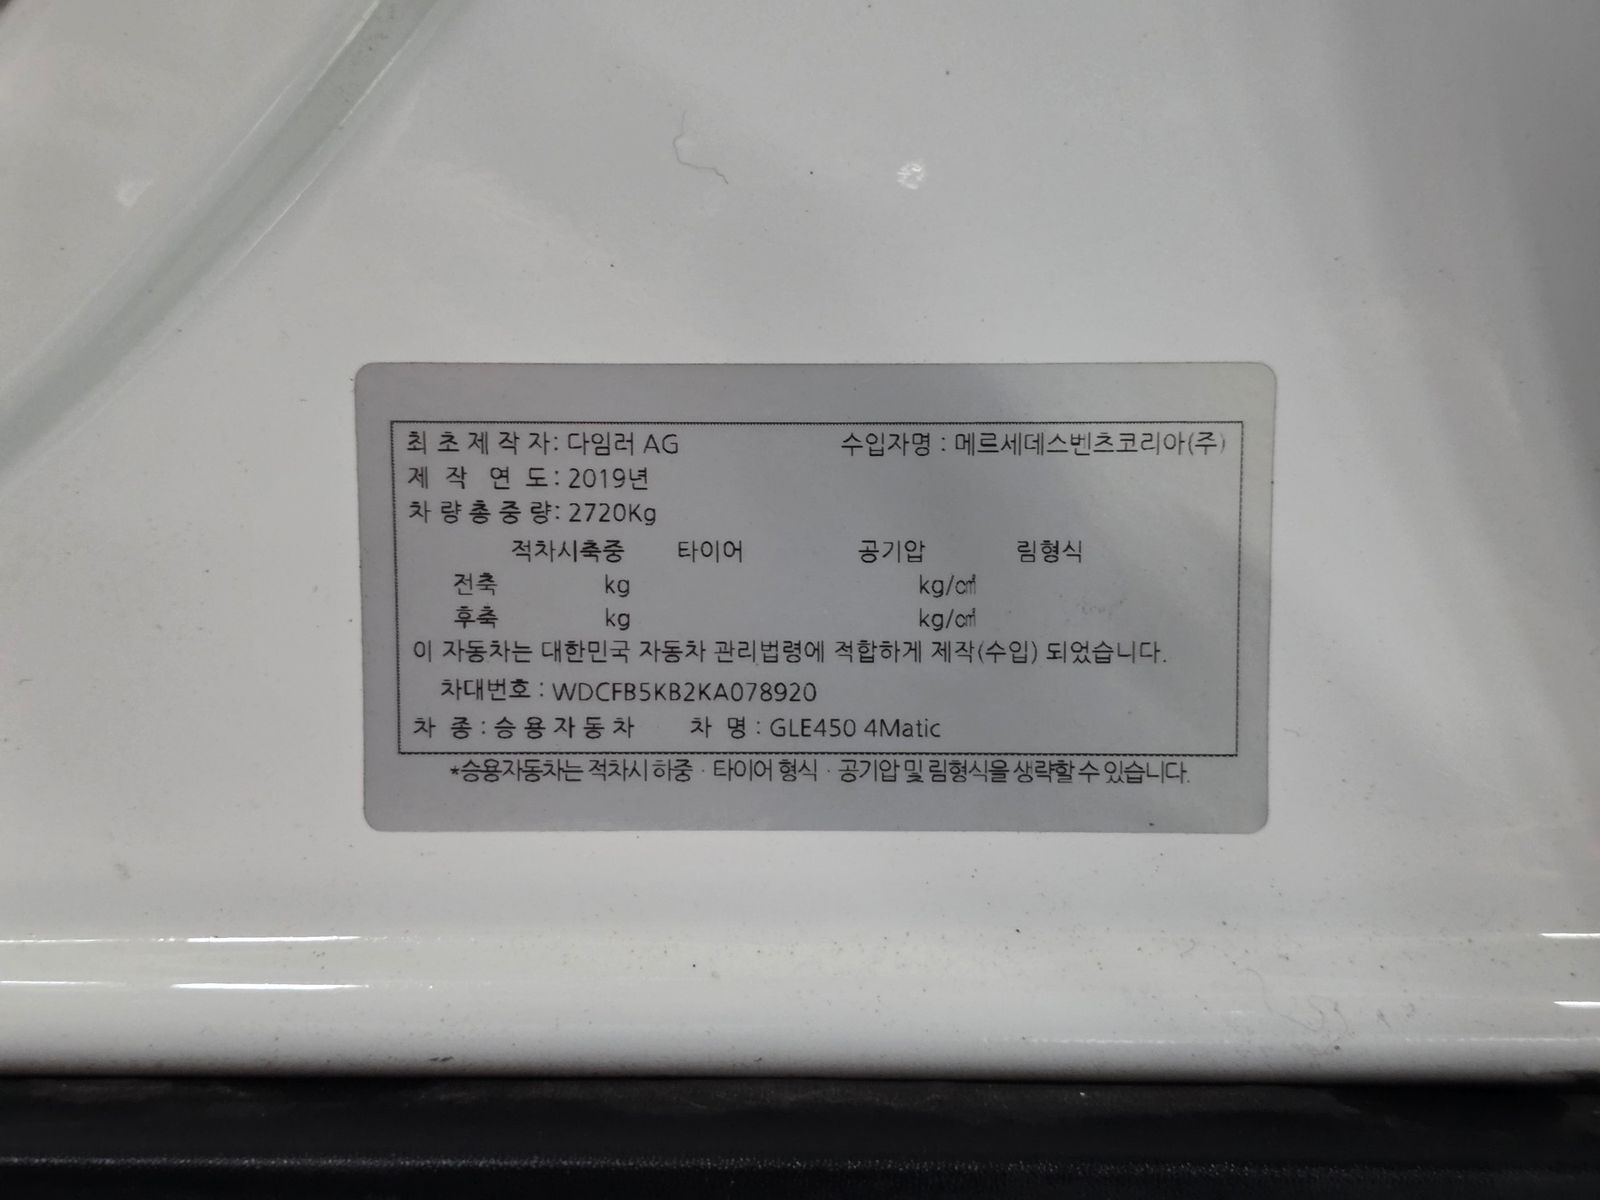 최초제작자: 다임러 AG 수입자명 : 메르세데스벤츠코리아(주)
제 작 연 도: 2019년
차량총중량: 2720Kg
적차시축중 타이어 공기압 림형식
전축 kg kg/㎠
후축 kg kg/㎠
이 자동차는 대한민국 자동차 관리법령에 적합하게 제작(수입) 되었습니다.
차대번호 : WDCFB5KB2KA078920
차 종 : 승용자동차 차 명 : GLE450 4Matic
*승용자동차는 적차시 하중 · 타이어 형식 · 공기압 및 림형식을 생략할 수 있습니다.